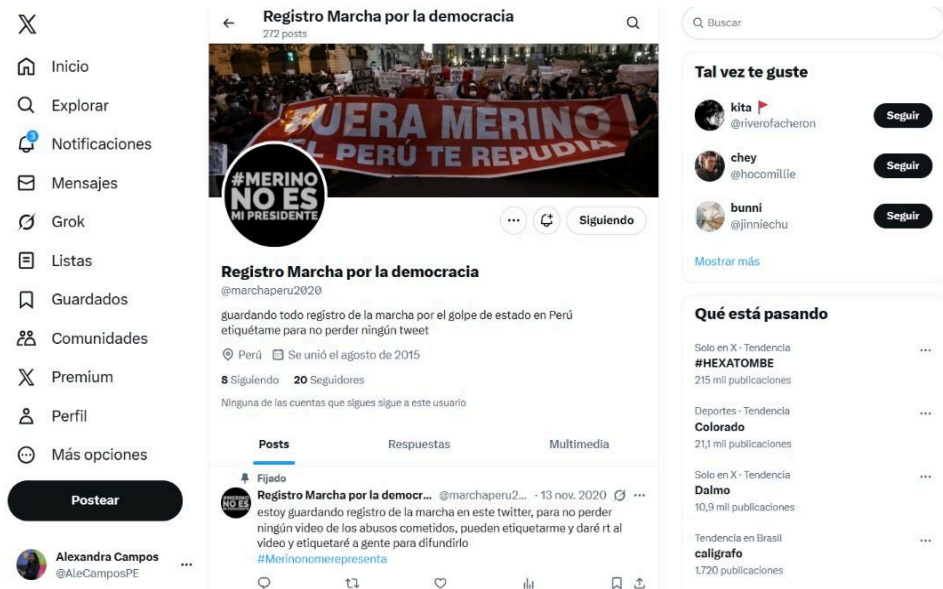 Inicio
Explorar
3
Notificaciones
Mensajes
Grok
Listas
Guardados
Comunidades
Premium
Perfil
Más opciones
Postear
Alexandra Campos
@AleCamposPE
Registro Marcha por la democracia
272 posts
FUERA MERINO
EL PERÚ TE REPUDIA
#MERINO
NO ES
MI PRESIDENTE
Siguiendo
Registro Marcha por la democracia
@marchaperu2020
guardando todo registro de la marcha por el golpe de estado en Perú
etiquétame para no perder ningún tweet
Perú Se unió el agosto de 2015
8 Siguiendo 20 Seguidores
Ninguna de las cuentas que sigues sigue a este usuario
Posts Respuestas Multimedia
Fijado
#MERINO
NO ES
Registro Marcha por la democr... @marchaperu2... · 13 nov. 2020
estoy guardando registro de la marcha en este twitter, para no perder
ningún video de los abusos cometidos, pueden etiquetarme y daré rt al
video y etiquetaré a gente para difundirlo
#Merinonomerepresenta
Buscar
Tal vez te guste
kita
@riverofacheron
Seguir
chey
@hocomillie
Seguir
bunni
@jinniechu
Seguir
Mostrar más
Qué está pasando
Solo en X · Tendencia
#HEXATOMBE
215 mil publicaciones
Deportes · Tendencia
Colorado
21,1 mil publicaciones
Solo en X · Tendencia
Dalmo
10,9 mil publicaciones
Tendencia en Brasil
caligrafo
1.720 publicaciones